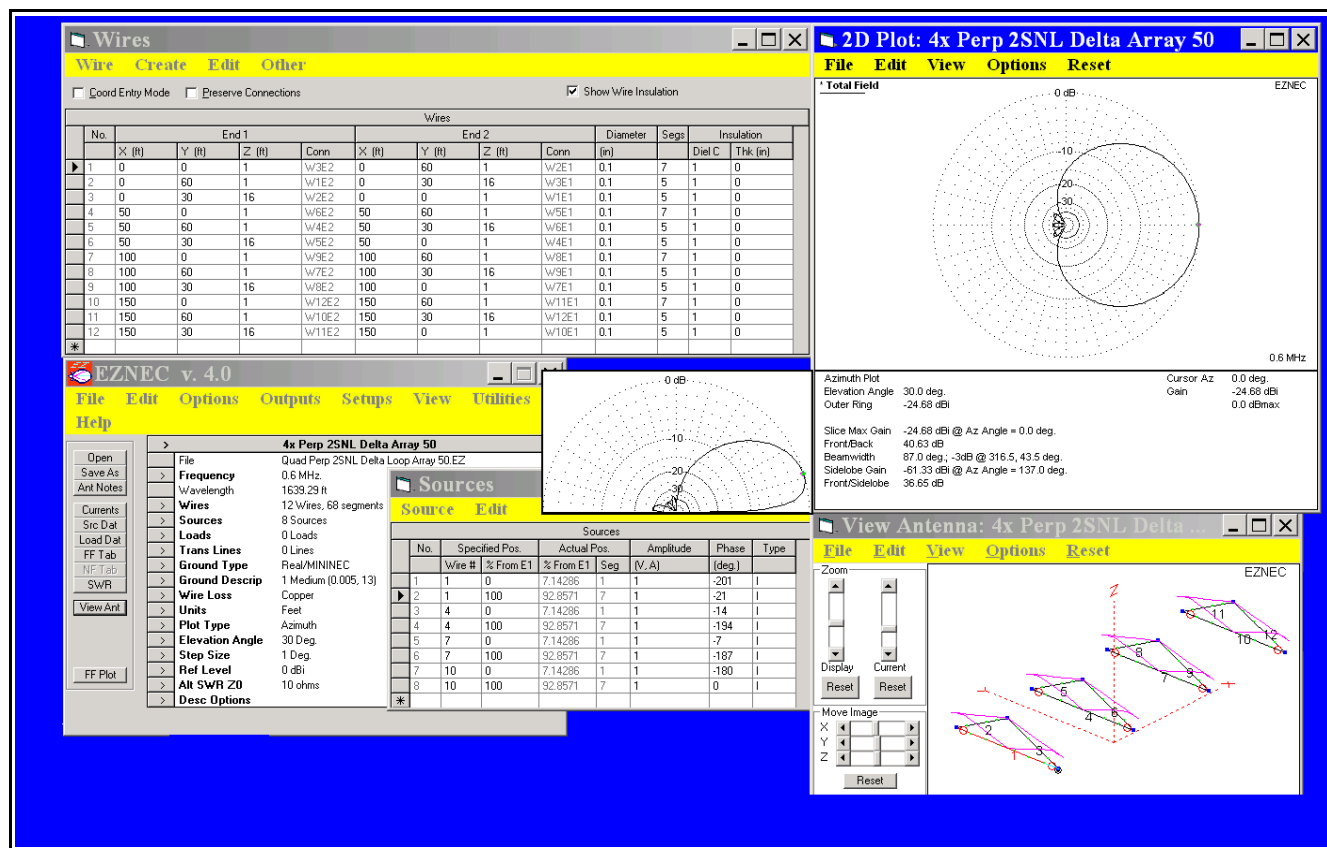 Wires
Wire Create Edit Other
Coord Entry Mode Preserve Connections Show Wire Insulation
Wires
No. End 1 End 2 Diameter Segs Insulation
X (ft) Y (ft) Z (ft) Conn X (ft) Y (ft) Z (ft) Conn (in) Diel C Thk (in)
1 0 0 1 W3E2 0 60 1 W2E1 0.1 7 1 0
2 0 60 1 W1E2 0 30 16 W3E1 0.1 5 1 0
3 0 30 16 W2E2 0 0 1 W1E1 0.1 5 1 0
4 50 0 1 W6E2 50 60 1 W5E1 0.1 7 1 0
5 50 60 1 W4E2 50 30 16 W6E1 0.1 5 1 0
6 50 30 16 W5E2 50 0 1 W4E1 0.1 5 1 0
7 100 0 1 W9E2 100 60 1 W8E1 0.1 7 1 0
8 100 60 1 W7E2 100 30 16 W9E1 0.1 5 1 0
9 100 30 16 W8E2 100 0 1 W7E1 0.1 5 1 0
10 150 0 1 W12E2 150 60 1 W11E1 0.1 7 1 0
11 150 60 1 W10E2 150 30 16 W12E1 0.1 5 1 0
12 150 30 16 W11E2 150 0 1 W10E1 0.1 5 1 0
*
2D Plot: 4x Perp 2SNL Delta Array 50
File Edit View Options Reset
* Total Field
EZNEC
0 dB
-10
-20
-30
0.6 MHz
Azimuth Plot
Elevation Angle 30.0 deg.
Outer Ring -24.68 dBi
Cursor Az 0.0 deg.
Gain -24.68 dBi
0.0 dBmax
Slice Max Gain -24.68 dBi @ Az Angle = 0.0 deg.
Front/Back 40.63 dB
Beamwidth 87.0 deg.; -3dB @ 316.5, 43.5 deg.
Sidelobe Gain -61.33 dBi @ Az Angle = 137.0 deg.
Front/Sidelobe 36.65 dB
EZNEC v. 4.0
File Edit Options Outputs Setups View Utilities
Help
Open
Save As
Ant Notes
Currents
Src Dat
Load Dat
FF Tab
NF Tab
SWR
View Ant
FF Plot
> 4x Perp 2SNL Delta Array 50
File Quad Perp 2SNL Delta Loop Array 50.EZ
> Frequency 0.6 MHz.
Wavelength 1639.29 ft
> Wires 12 Wires, 68 segments
> Sources 8 Sources
> Loads 0 Loads
> Trans Lines 0 Lines
> Ground Type Real/MININEC
> Ground Descrip 1 Medium (0.005, 13)
> Wire Loss Copper
> Units Feet
> Plot Type Azimuth
> Elevation Angle 30 Deg.
> Step Size 1 Deg.
> Ref Level 0 dBi
> Alt SWR Z0 10 ohms
> Desc Options
0 dB
-10
-20
-30
Sources
Source Edit
Sources
No. Specified Pos. Actual Pos. Amplitude Phase Type
Wire # % From E1 % From E1 Seg (V, A) (deg.)
1 1 0 7.14286 1 1 -201 I
2 1 100 92.8571 7 1 -21 I
3 4 0 7.14286 1 1 -14 I
4 4 100 92.8571 7 1 -194 I
5 7 0 7.14286 1 1 -7 I
6 7 100 92.8571 7 1 -187 I
7 10 0 7.14286 1 1 -180 I
8 10 100 92.8571 7 1 0 I
*
View Antenna: 4x Perp 2SNL Delta ...
File Edit View Options Reset
Zoom
Display Current
Reset Reset
Move Image
X
Y
Z
Reset
EZNEC
Z
Y
X
11
10
12
8
7
9
5
4
6
2
1
3